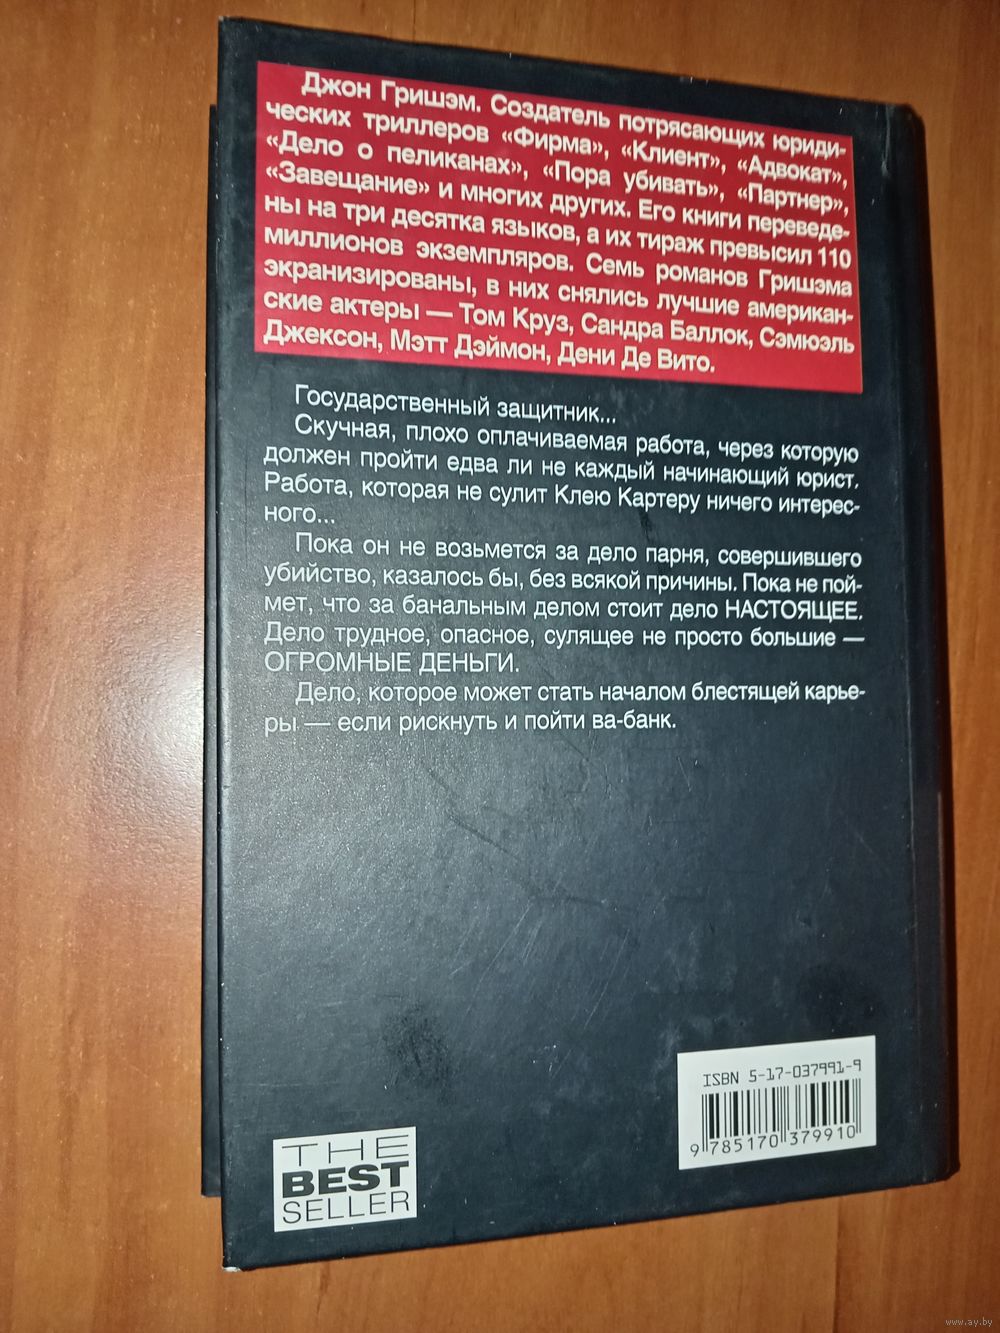 Джон Гришэм. Создатель потрясающих юриди-
ческих триллеров «Фирма», «Клиент», «Адвокат»,
«Дело о пеликанах», «Пора убивать», «Партнер»,
«Завещание» и многих других. Его книги переведе-
ны на три десятка языков, а их тираж превысил 110
миллионов экземпляров. Семь романов Гришэма
экранизированы, в них снялись лучшие американ-
ские актеры — Том Круз, Сандра Баллок, Сэмюэль
Джексон, Мэтт Дэймон, Дени Де Вито.
Государственный защитник...
Скучная, плохо оплачиваемая работа, через которую
должен пройти едва ли не каждый начинающий юрист.
Работа, которая не сулит Клею Картеру ничего интерес-
ного...
Пока он не возьмется за дело парня, совершившего
убийство, казалось бы, без всякой причины. Пока не пой-
мет, что за банальным делом стоит дело НАСТОЯЩЕЕ.
Дело трудное, опасное, сулящее не просто большие —
ОГРОМНЫЕ ДЕНЬГИ.
Дело, которое может стать началом блестящей карье-
ры — если рискнуть и пойти ва-банк.
ISBN 5-17-037991-9
9 785170 379910
THE
BEST
SELLER
www.ay.by